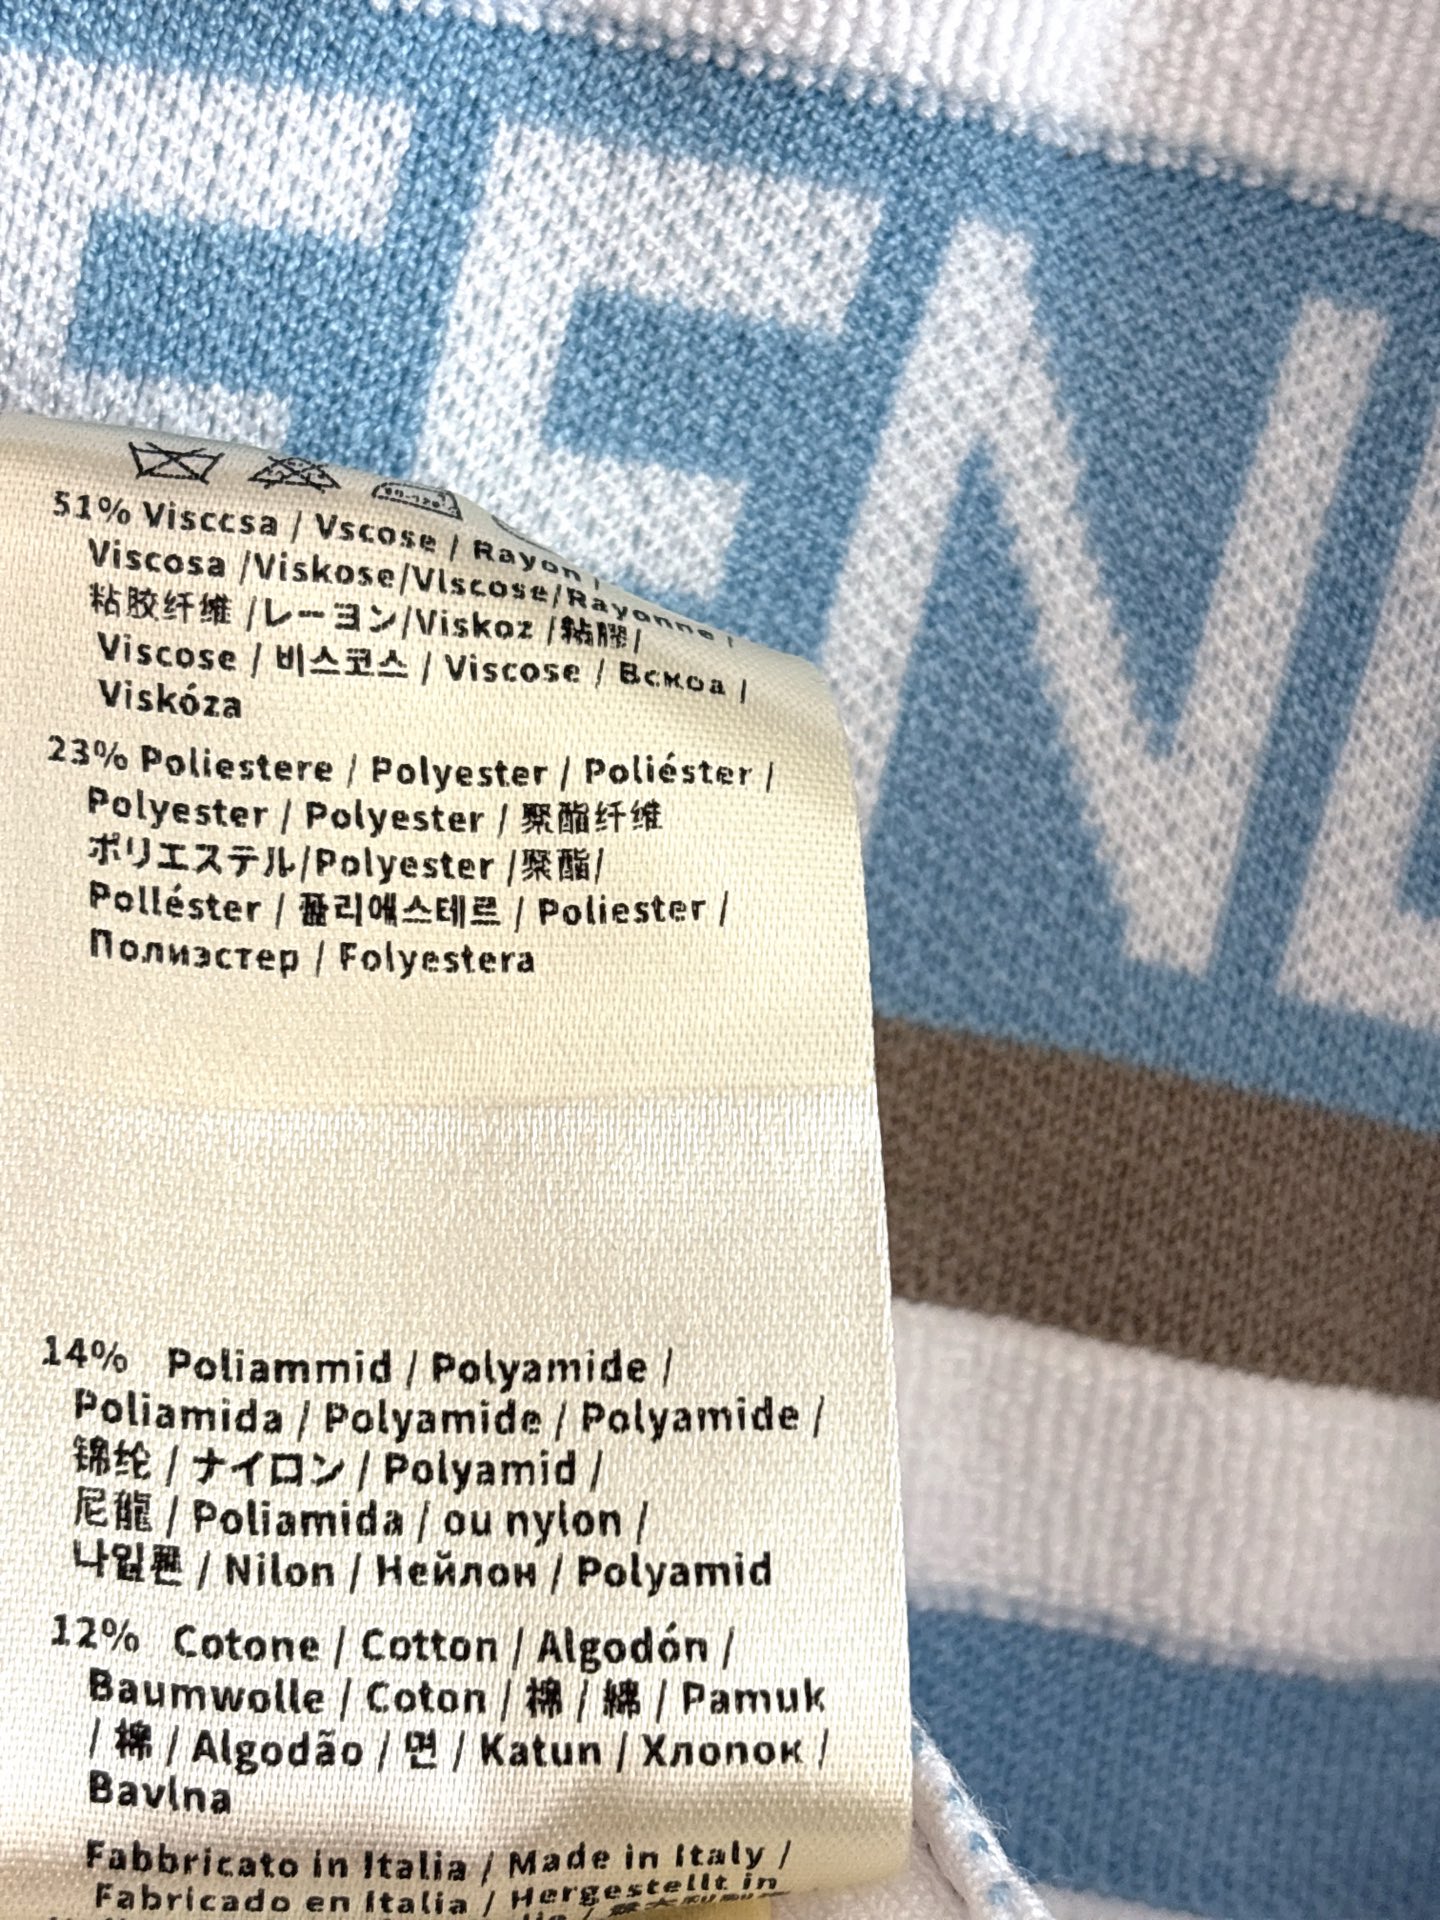 FENL
51% Visccsa / Vscose / Rayon /
Viscosa /Viskose/Vlscose/Rayonne /
粘胶纤维 /レーヨン/Viskoz /粘膠/
Viscose / 비스코스 / Viscose / Вскоа /
Viskóza
23% Poliestere / Polyester / Poliéster /
Polyester / Polyester / 聚酯纤维
ポリエステル/Polyester /聚酯/
Polléster / 폴리에스테르 / Poliester /
Полиэстер / Folyestera
14% Poliammid / Polyamide /
Poliamida / Polyamide / Polyamide /
锦纶 / ナイロン / Polyamid /
尼龍 / Poliamida / ou nylon /
나일론 / Nilon / Нейлон / Polyamid
12% Cotone / Cotton / Algodón /
Baumwolle / Coton / 棉 / 綿 / Pamuk
/ 棉 / Algodão / 면 / Katun / Хлопок /
Bavlna
Fabbricato in Italia / Made in Italy /
Fabricado en Italia / Hergestellt in